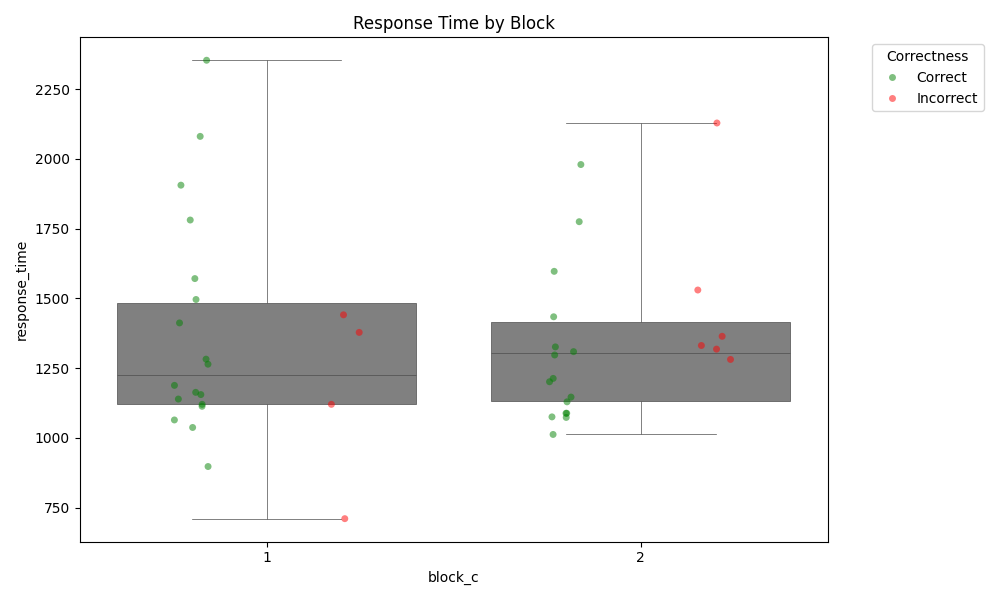 Response Time by Block
Correctness
Correct
Incorrect
2250
2000
1750
1500
1250
1000
750
response_time
1
2
block_c